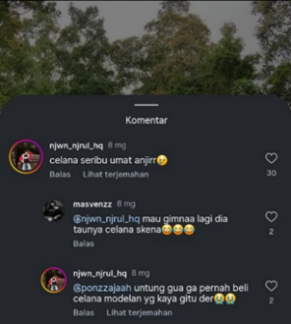 Komentar
njwn_njrul_hq 8 mg
celana seribu umat anjirr😢
Balas Lihat terjemahan
30
masvenzz 8 mg
@njwn_njrul_hq mau gimnaa lagi dia
taunya celana skena😅😅😅
2
Balas
njwn_njrul_hq 8 mg
@ponzzajaah untung gua ga pernah beli
celana modelan yg kaya gitu der😭😭
2
Balas Lihat terjemahan